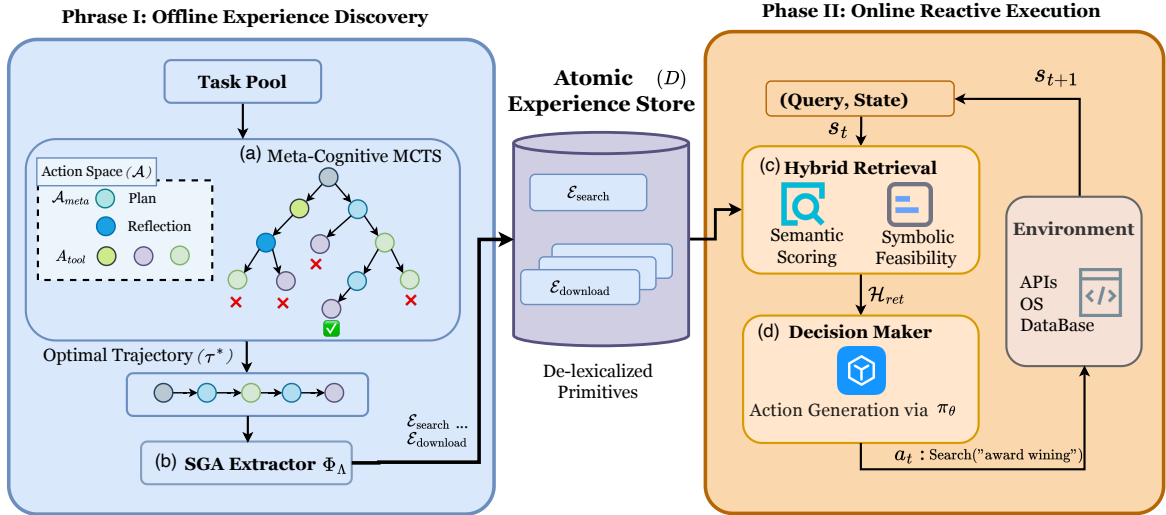 Phrase I: Offline Experience Discovery
Task Pool
(a) Meta-Cognitive MCTS
Action Space (𝒜)
𝒜meta
Plan
Reflection
𝒜tool
Optimal Trajectory (τ*)
(b) SGA Extractor ΦΛ
ℰsearch ...
ℰdownload
Atomic (D)
Experience Store
ℰsearch
ℰdownload
De-lexicalized
Primitives
Phase II: Online Reactive Execution
(Query, State)
st+1
st
(c) Hybrid Retrieval
Semantic
Scoring
Symbolic
Feasibility
ℋret
(d) Decision Maker
Action Generation via πθ
at : Search("award wining")
Environment
APIs
OS
DataBase